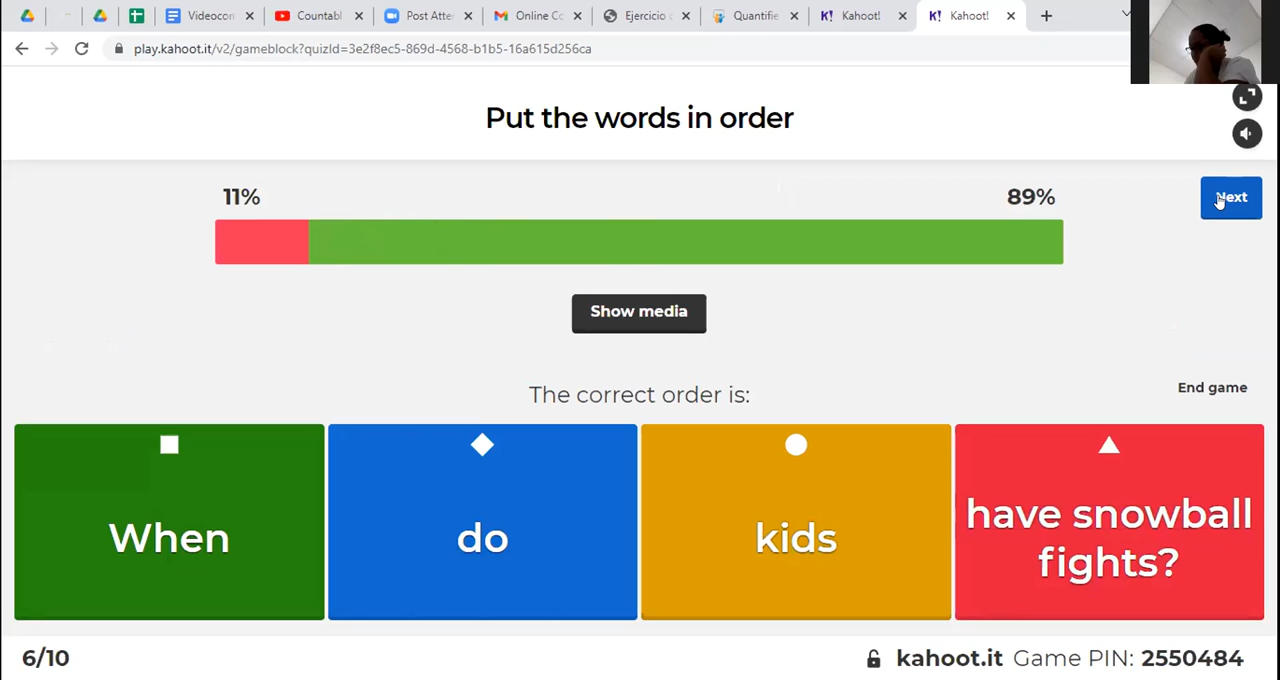 Videocon
Countabl
Post Atte
Online Co
Ejercicio
Quantifie
Kahoot!
Kahoot!
play.kahoot.it/v2/gameblock?quizId=3e2f8ec5-869d-4568-b1b5-16a615d256ca
Put the words in order
11%
89%
Next
Show media
The correct order is:
End game
When
do
kids
have snowball
fights?
6/10
kahoot.it Game PIN: 2550484